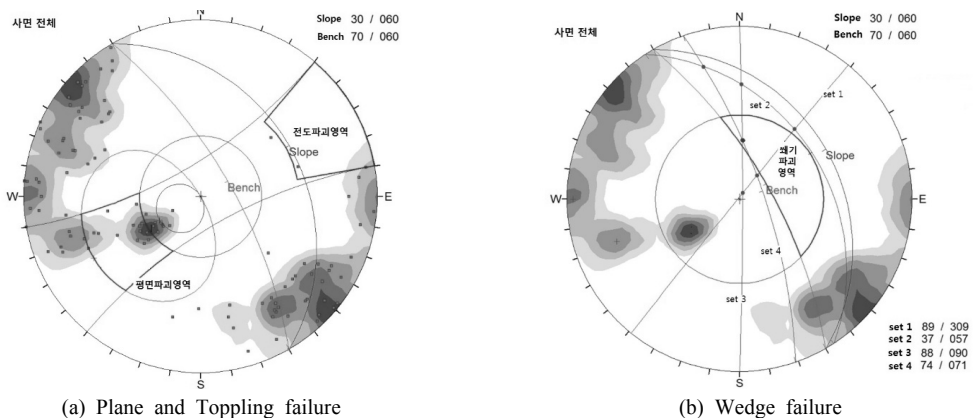 사면 전체
N
Slope 30 / 060
Bench 70 / 060
전도파괴영역
Slope
Bench
W
E
평면파괴영역
S
(a) Plane and Toppling failure
사면 전체
N
Slope 30 / 060
Bench 70 / 060
set 1
set 2
쐐기
파괴
영역
Slope
Bench
W
E
set 4
set 3
S
set 1 89 / 309
set 2 37 / 057
set 3 88 / 090
set 4 74 / 071
(b) Wedge failure